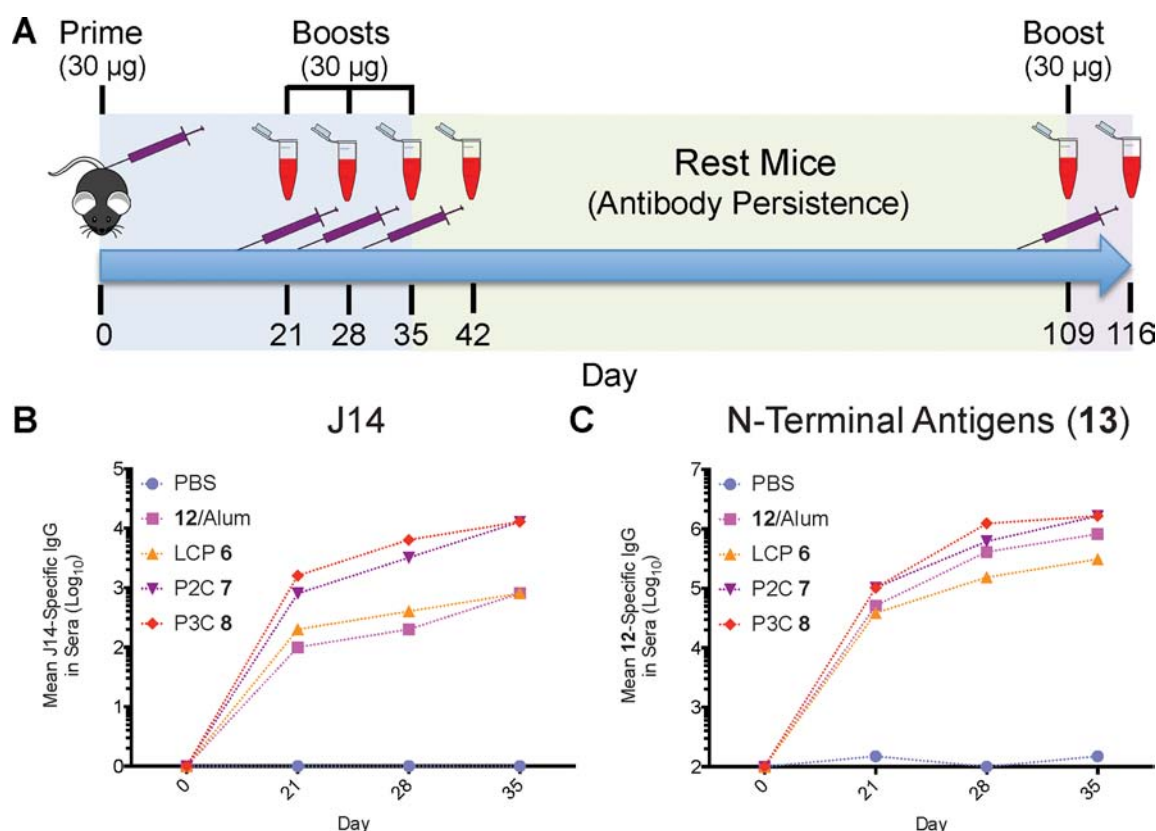 A
Prime
(30 µg)
Boosts
(30 µg)
Boost
(30 µg)
Rest Mice
(Antibody Persistence)
0 21 28 35 42 109 116
Day
B
J14
Mean J14-Specific IgG
in Sera (Log10)
5
4
3
2
1
0
PBS
12/Alum
LCP 6
P2C 7
P3C 8
0 21 28 35
Day
C
N-Terminal Antigens (13)
Mean 12-Specific IgG
in Sera (Log10)
7
6
5
4
3
2
PBS
12/Alum
LCP 6
P2C 7
P3C 8
0 21 28 35
Day